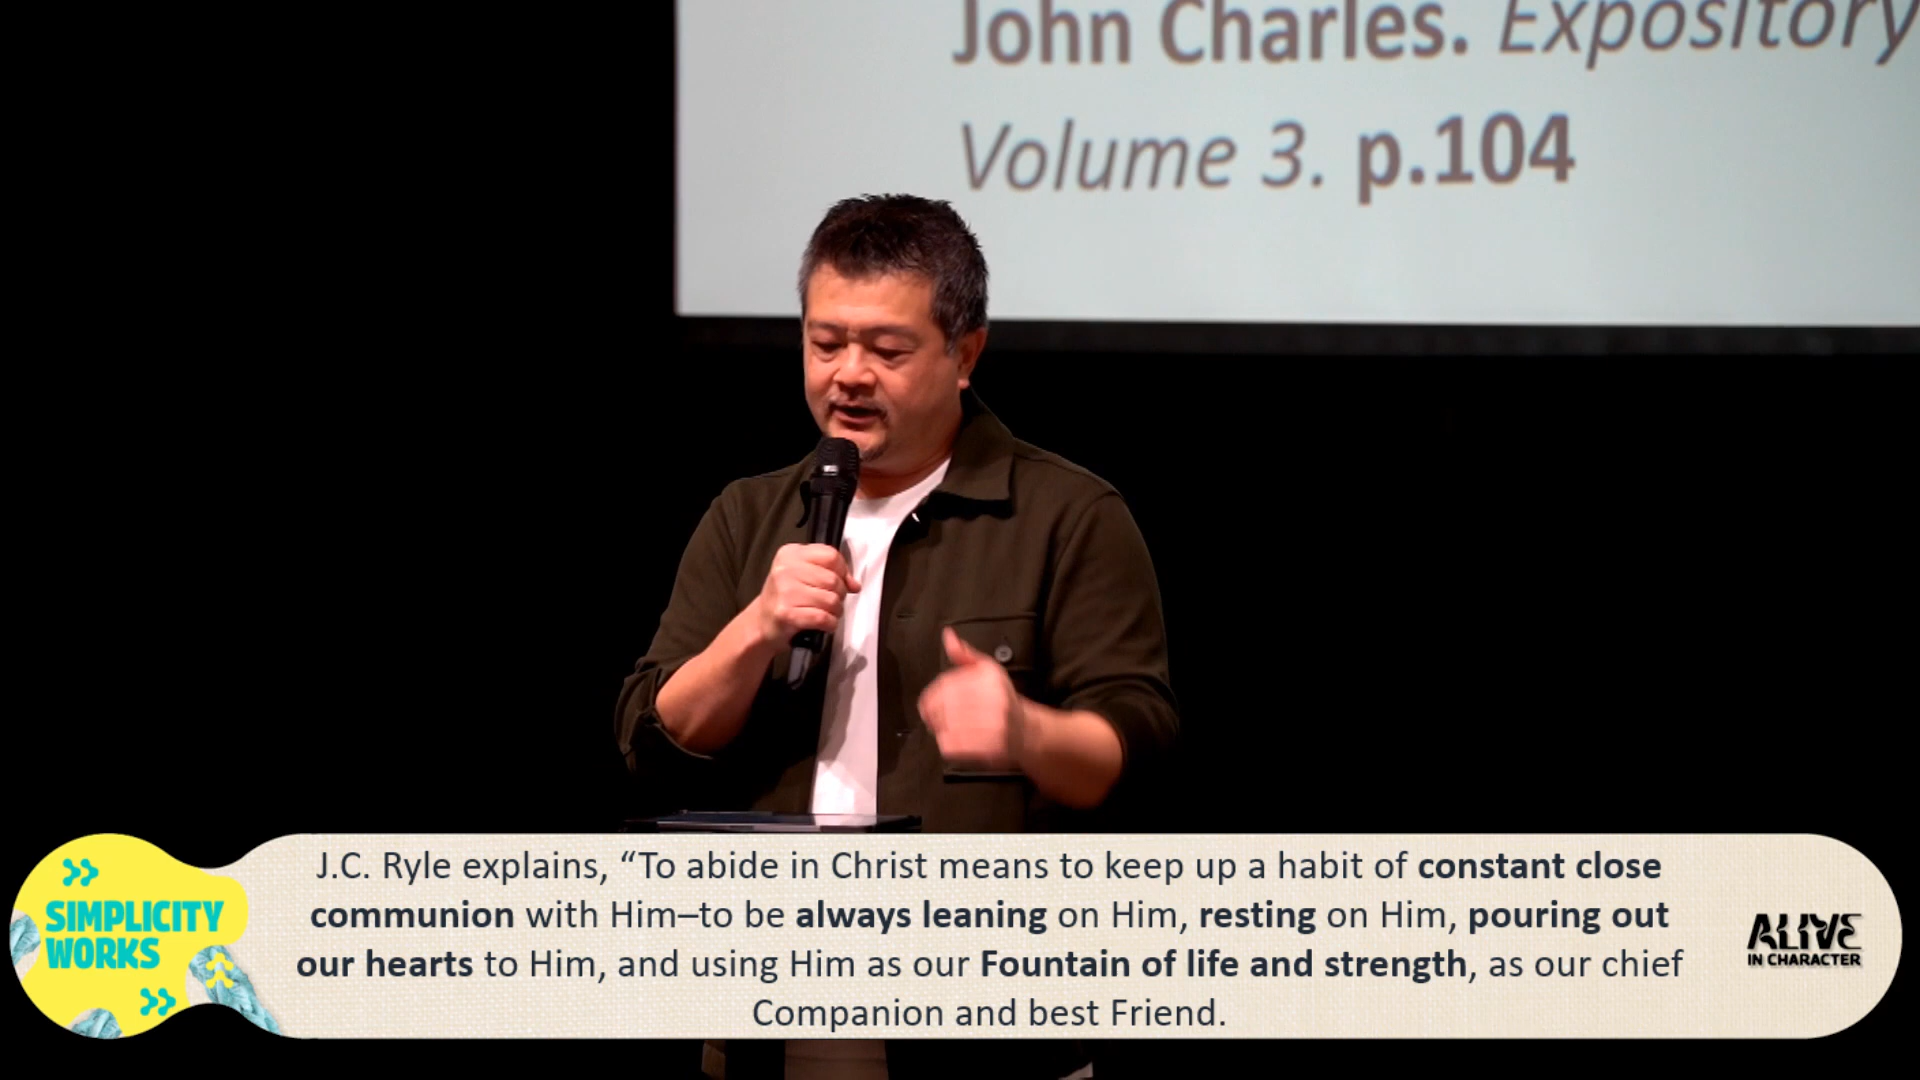 John Charles. Expository
Volume 3. p.104
SIMPLICITY
WORKS
J.C. Ryle explains, “To abide in Christ means to keep up a habit of constant close
communion with Him–to be always leaning on Him, resting on Him, pouring out
our hearts to Him, and using Him as our Fountain of life and strength, as our chief
Companion and best Friend.
ALIVE
IN CHARACTER